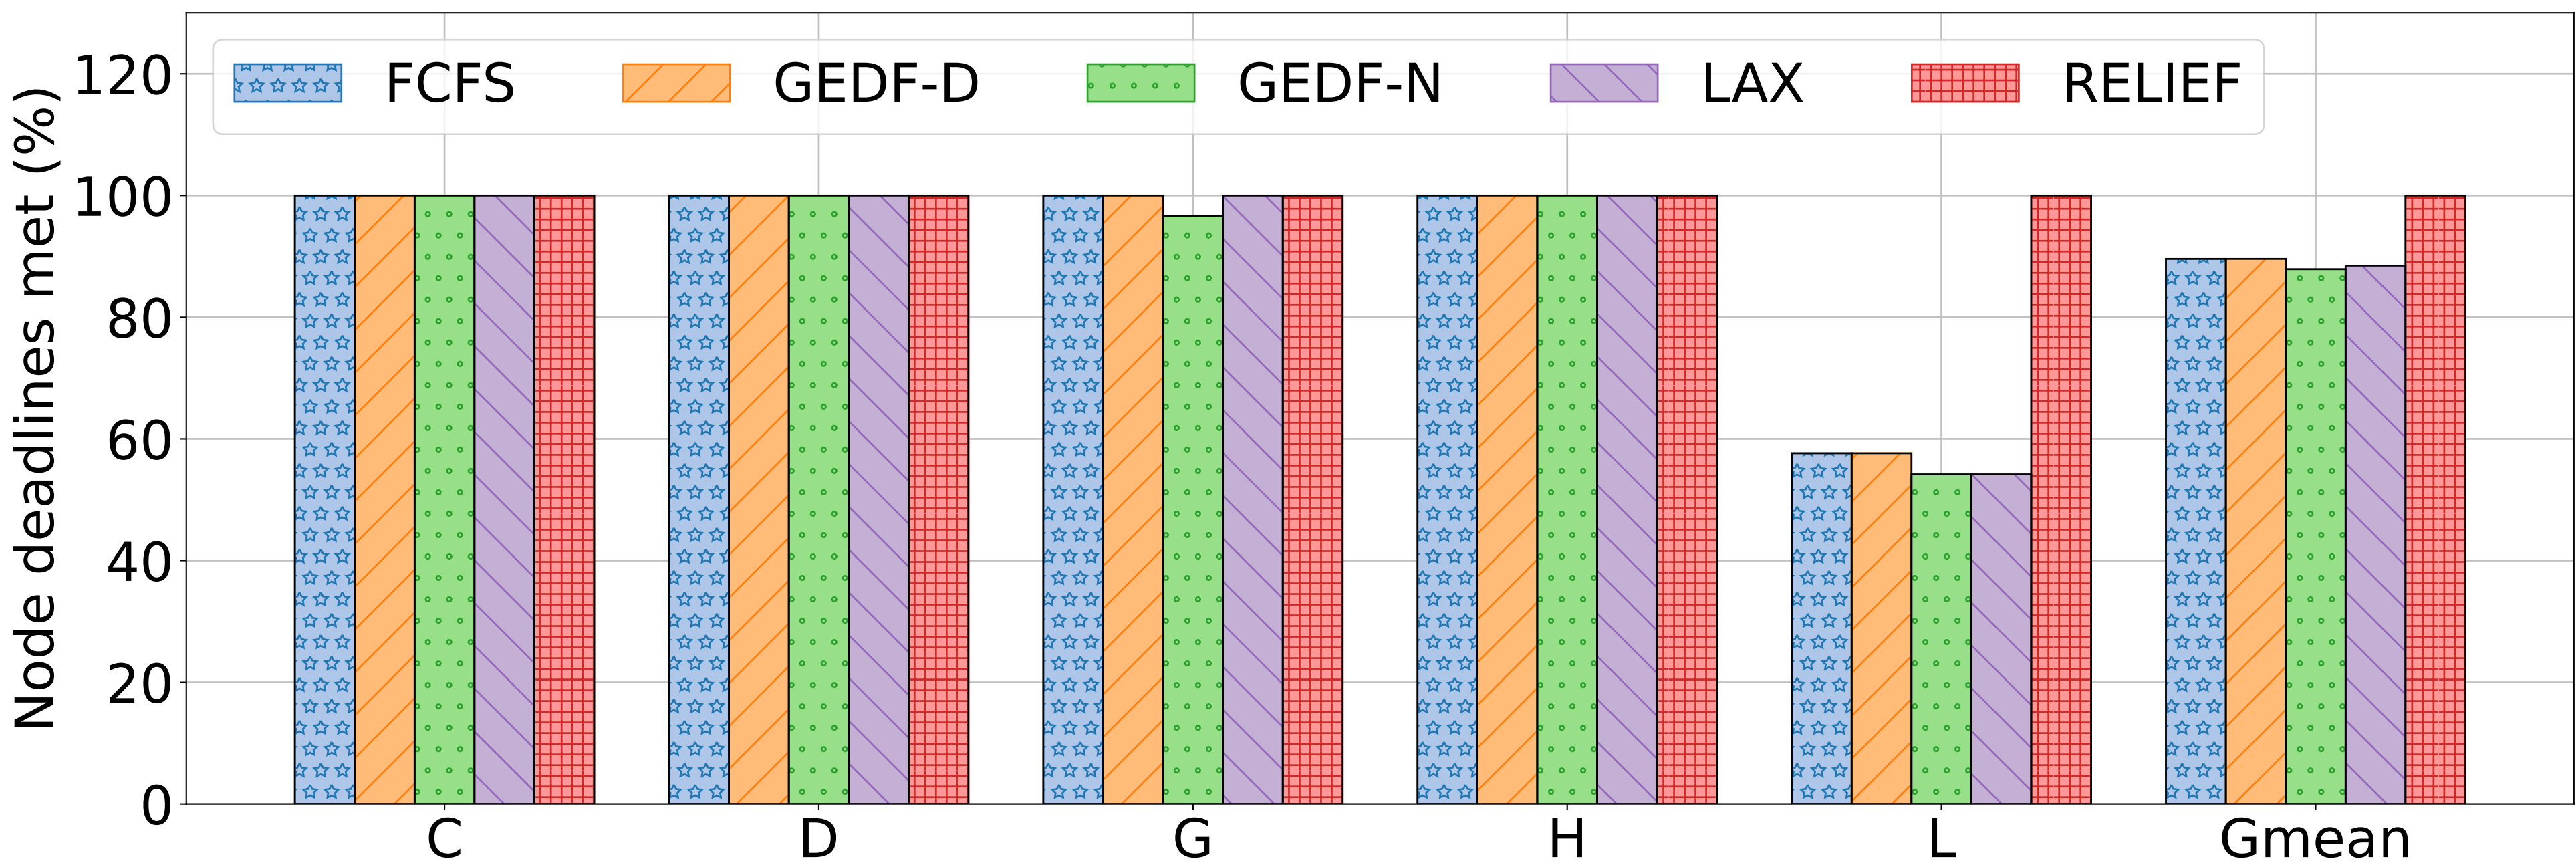 Node deadlines met (%)
120
100
80
60
40
20
0
FCFS GEDF-D GEDF-N LAX RELIEF
C D G H L Gmean